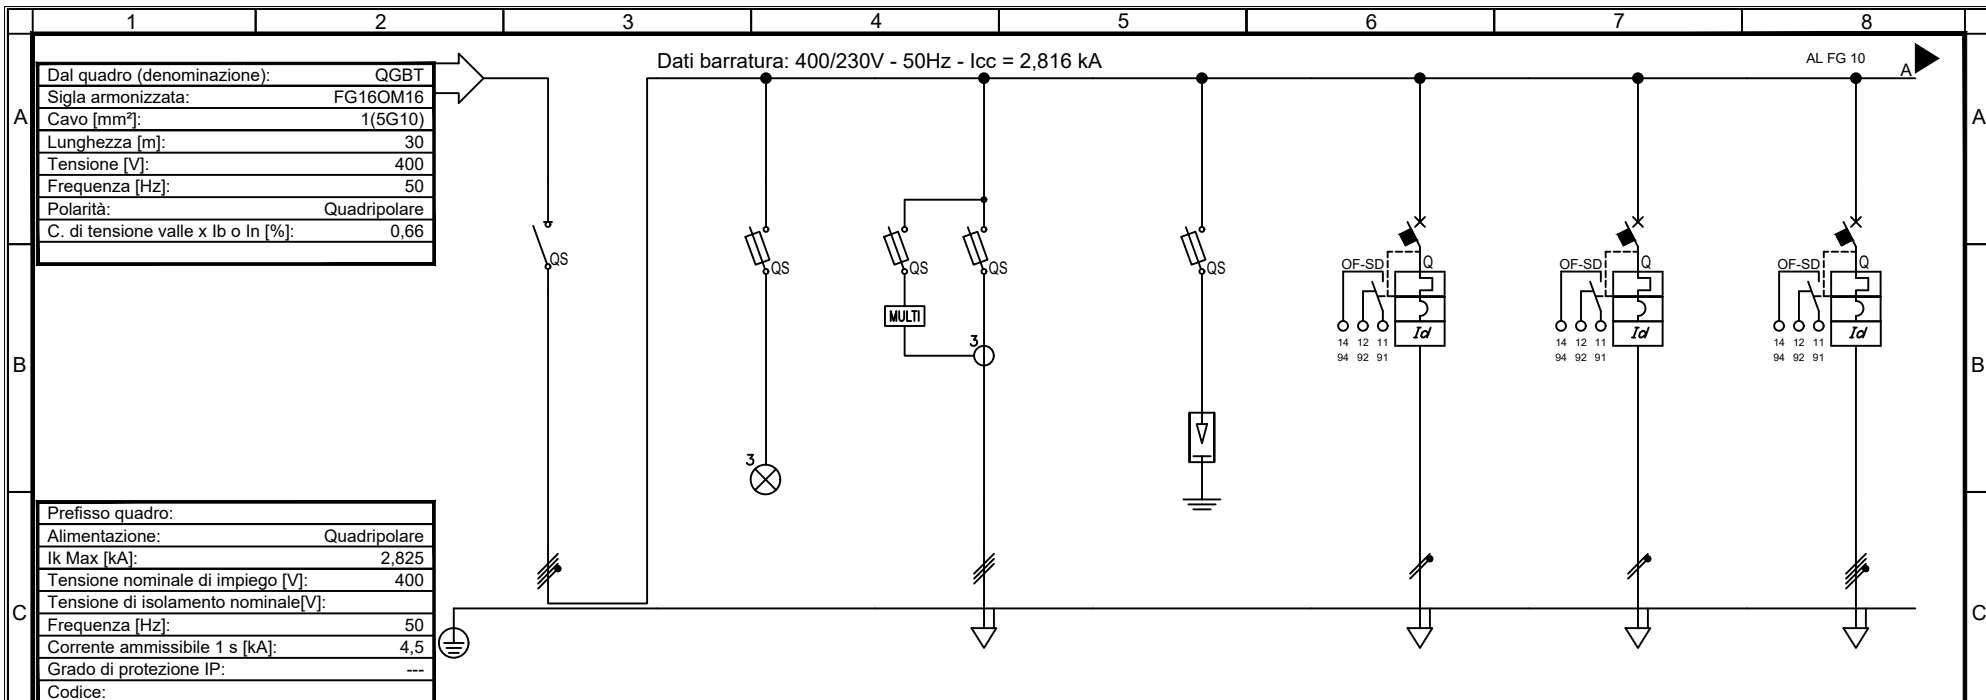 1 2 3 4 5 6 7 8
Dati barratura: 400/230V - 50Hz - Icc = 2,816 kA
AL FG 10
A
A
A
Dal quadro (denominazione): QGBT
Sigla armonizzata: FG16OM16
Cavo [mm²]: 1(5G10)
Lunghezza [m]: 30
Tensione [V]: 400
Frequenza [Hz]: 50
Polarità: Quadripolare
C. di tensione valle x Ib o In [%]: 0,66
QS
QS
QS
QS
QS
MULTI
3
3
OF-SD Q
Id
14 12 11
94 92 91
OF-SD Q
Id
14 12 11
94 92 91
OF-SD Q
Id
14 12 11
94 92 91
B
B
Prefisso quadro:
Alimentazione: Quadripolare
Ik Max [kA]: 2,825
Tensione nominale di impiego [V]: 400
Tensione di isolamento nominale[V]:
Frequenza [Hz]: 50
Corrente ammissibile 1 s [kA]: 4,5
Grado di protezione IP: ---
Codice:
C
C